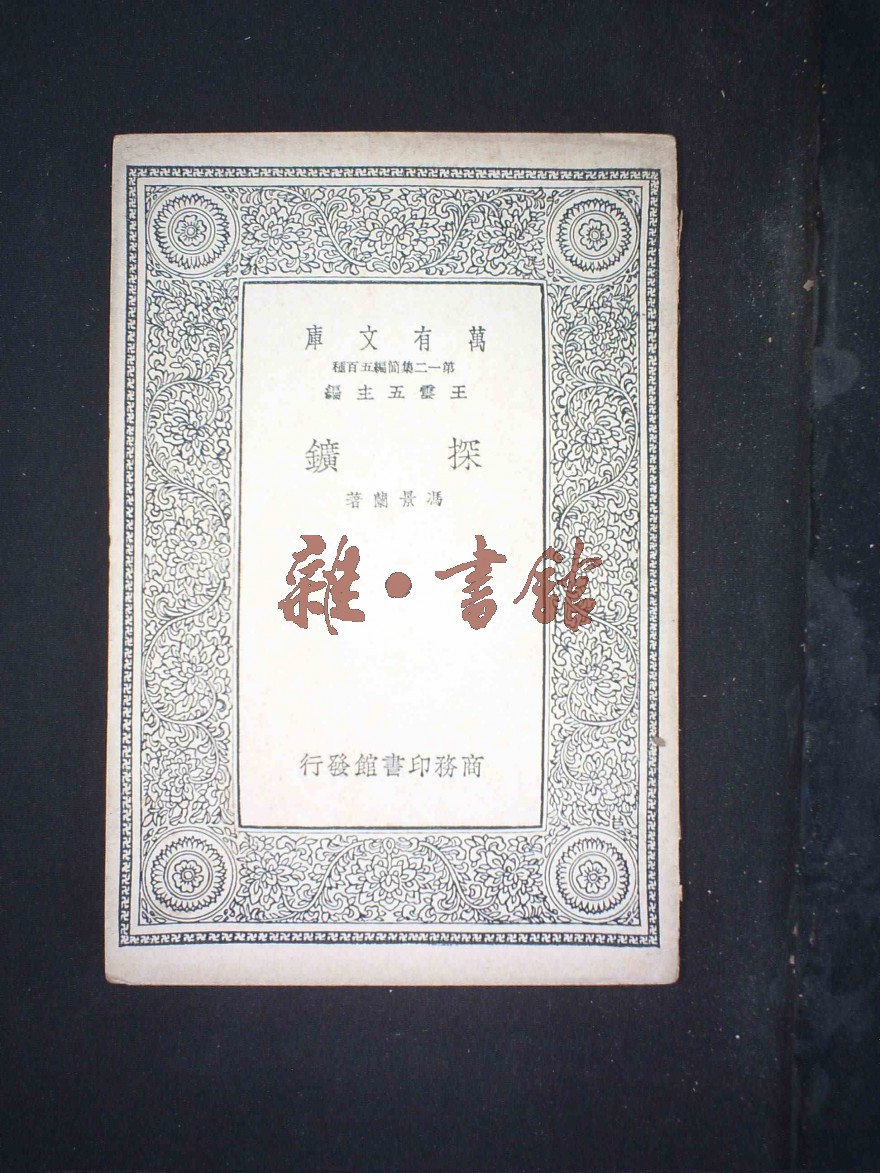 萬有文庫
第一二集簡編五百種
王雲五主編
探鑛
馮景蘭著
雜·書館
商務印書館發行